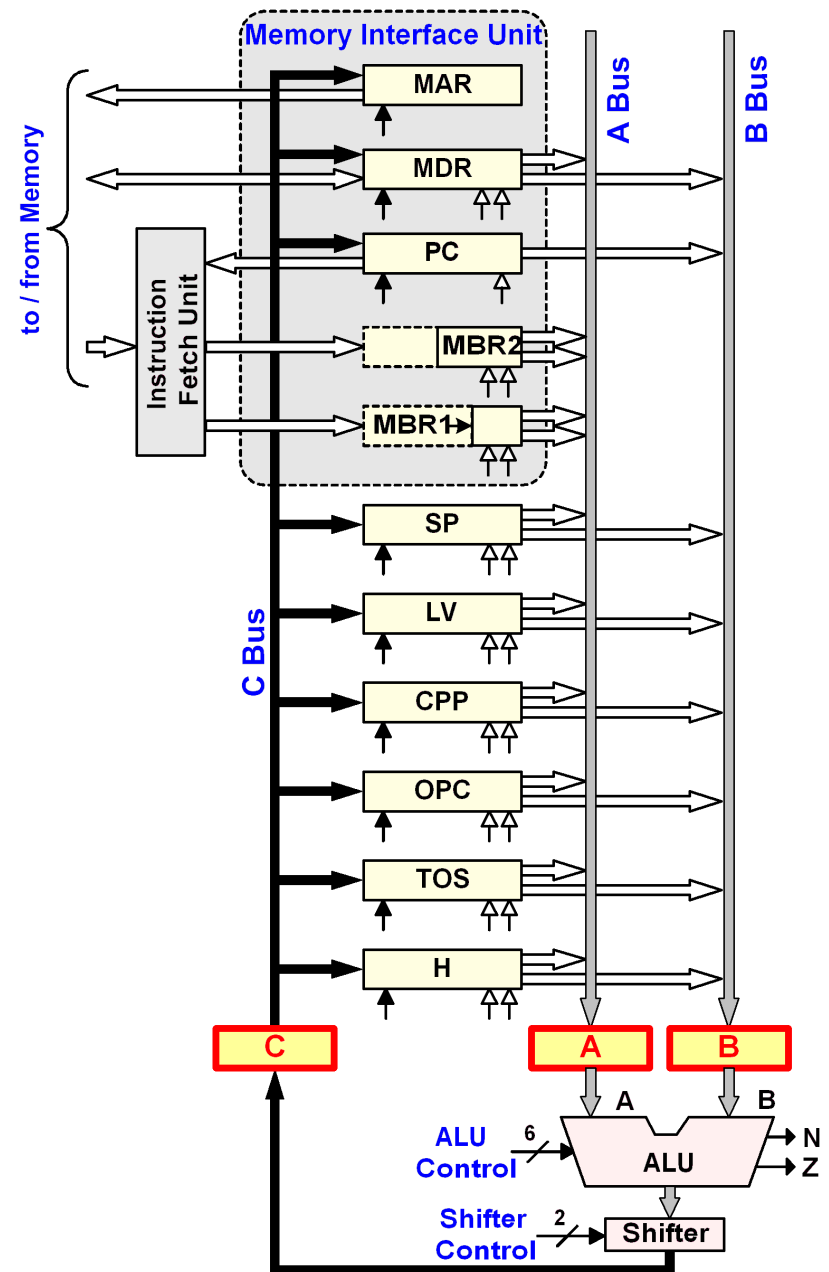 Memory Interface Unit
A Bus
B Bus
to / from Memory
MAR
MDR
PC
Instruction
Fetch Unit
MBR2
MBR1
SP
C Bus
LV
CPP
OPC
TOS
H
C
A
B
A
B
ALU
Control
6
ALU
N
Z
Shifter
Control
2
Shifter